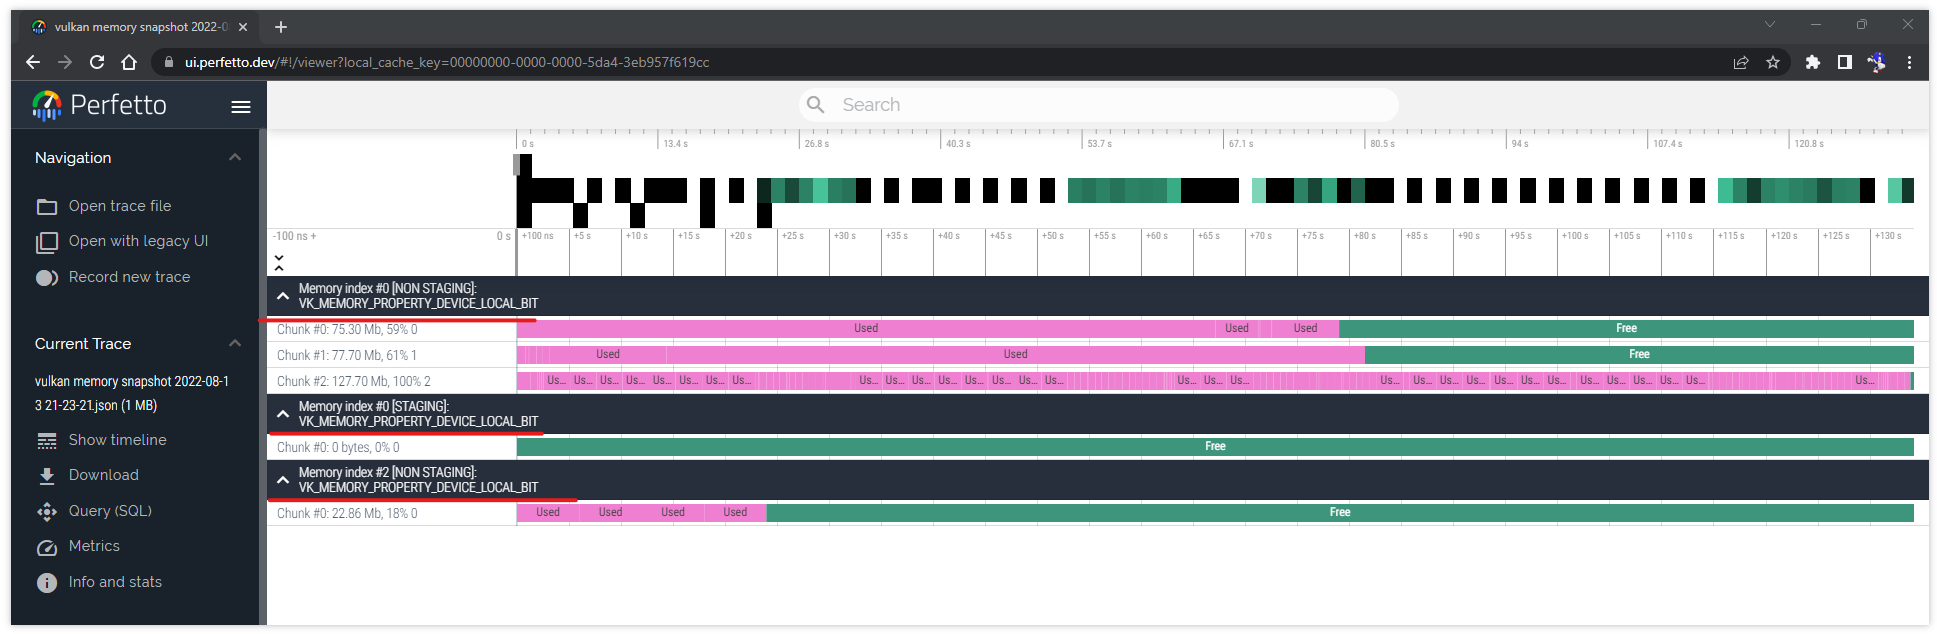 vulkan memory snapshot 2022-0
ui.perfetto.dev/#!/viewer?local_cache_key=00000000-0000-0000-5da4-3eb957f619cc
Perfetto
Search
Navigation
Open trace file
Open with legacy UI
Record new trace
Current Trace
vulkan memory snapshot 2022-08-1
3 21-23-21.json (1 MB)
Show timeline
Download
Query (SQL)
Metrics
Info and stats
0 s 13.4 s 26.8 s 40.3 s 53.7 s 67.1 s 80.5 s 94 s 107.4 s 120.8 s
-100 ns + 0 s +100 ns +5 s +10 s +15 s +20 s +25 s +30 s +35 s +40 s +45 s +50 s +55 s +60 s +65 s +70 s +75 s +80 s +85 s +90 s +95 s +100 s +105 s +110 s +115 s +120 s +125 s +130 s
Memory index #0 [NON STAGING]:
VK_MEMORY_PROPERTY_DEVICE_LOCAL_BIT
Chunk #0: 75.30 Mb, 59% 0 Used Used Used Free
Chunk #1: 77.70 Mb, 61% 1 Used Used Free
Chunk #2: 127.70 Mb, 100% 2 Us... Us... Us... Us... Us... Us... Us... Us... Us... Us... Us... Us... Us... Us... Us... Us... Us... Us... Us... Us... Us... Us... Us... Us... Us... Us... Us... Us... Us... Us... Us... Us... Us...
Memory index #0 [STAGING]:
VK_MEMORY_PROPERTY_DEVICE_LOCAL_BIT
Chunk #0: 0 bytes, 0% 0 Free
Memory index #2 [NON STAGING]:
VK_MEMORY_PROPERTY_DEVICE_LOCAL_BIT
Chunk #0: 22.86 Mb, 18% 0 Used Used Used Used Free